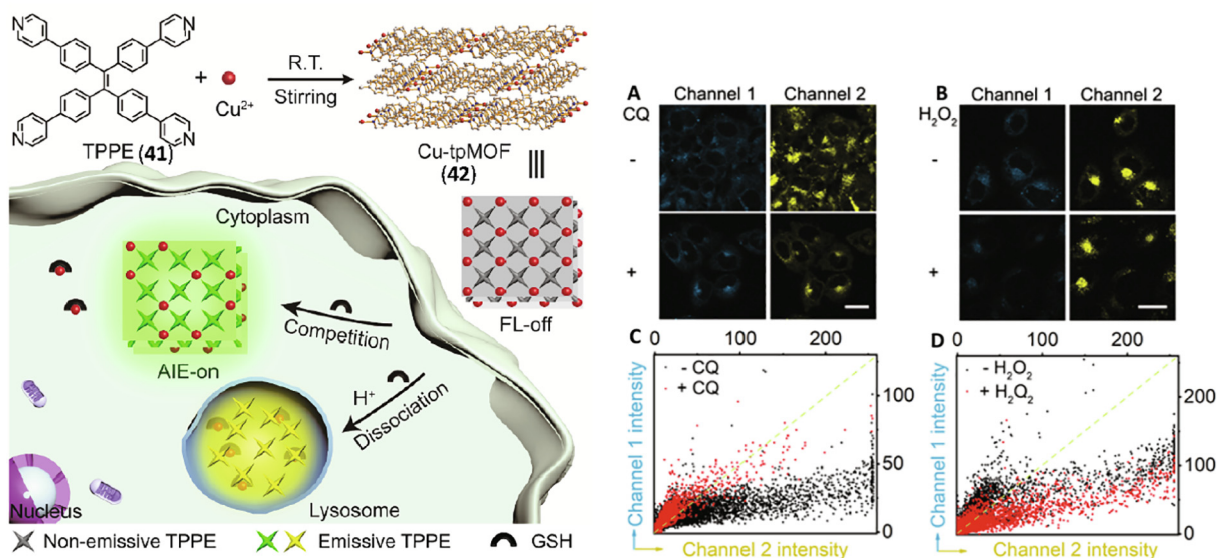 N
N
N
N
+
Cu2+
R.T.
Stirring
TPPE (41)
Cu-tpMOF
(42)
Cytoplasm
FL-off
Competition
AIE-on
H+
Dissociation
Nucleus
Lysosome
Non-emissive TPPE
Emissive TPPE
GSH
A
Channel 1 Channel 2
CQ
-
+
B
Channel 1 Channel 2
H2O2
-
+
C
0 100 200
- CQ
+ CQ
100
50
0
Channel 1 intensity
D
0 100 200
- H2O2
+ H2O2
200
100
0
Channel 1 intensity
Channel 2 intensity